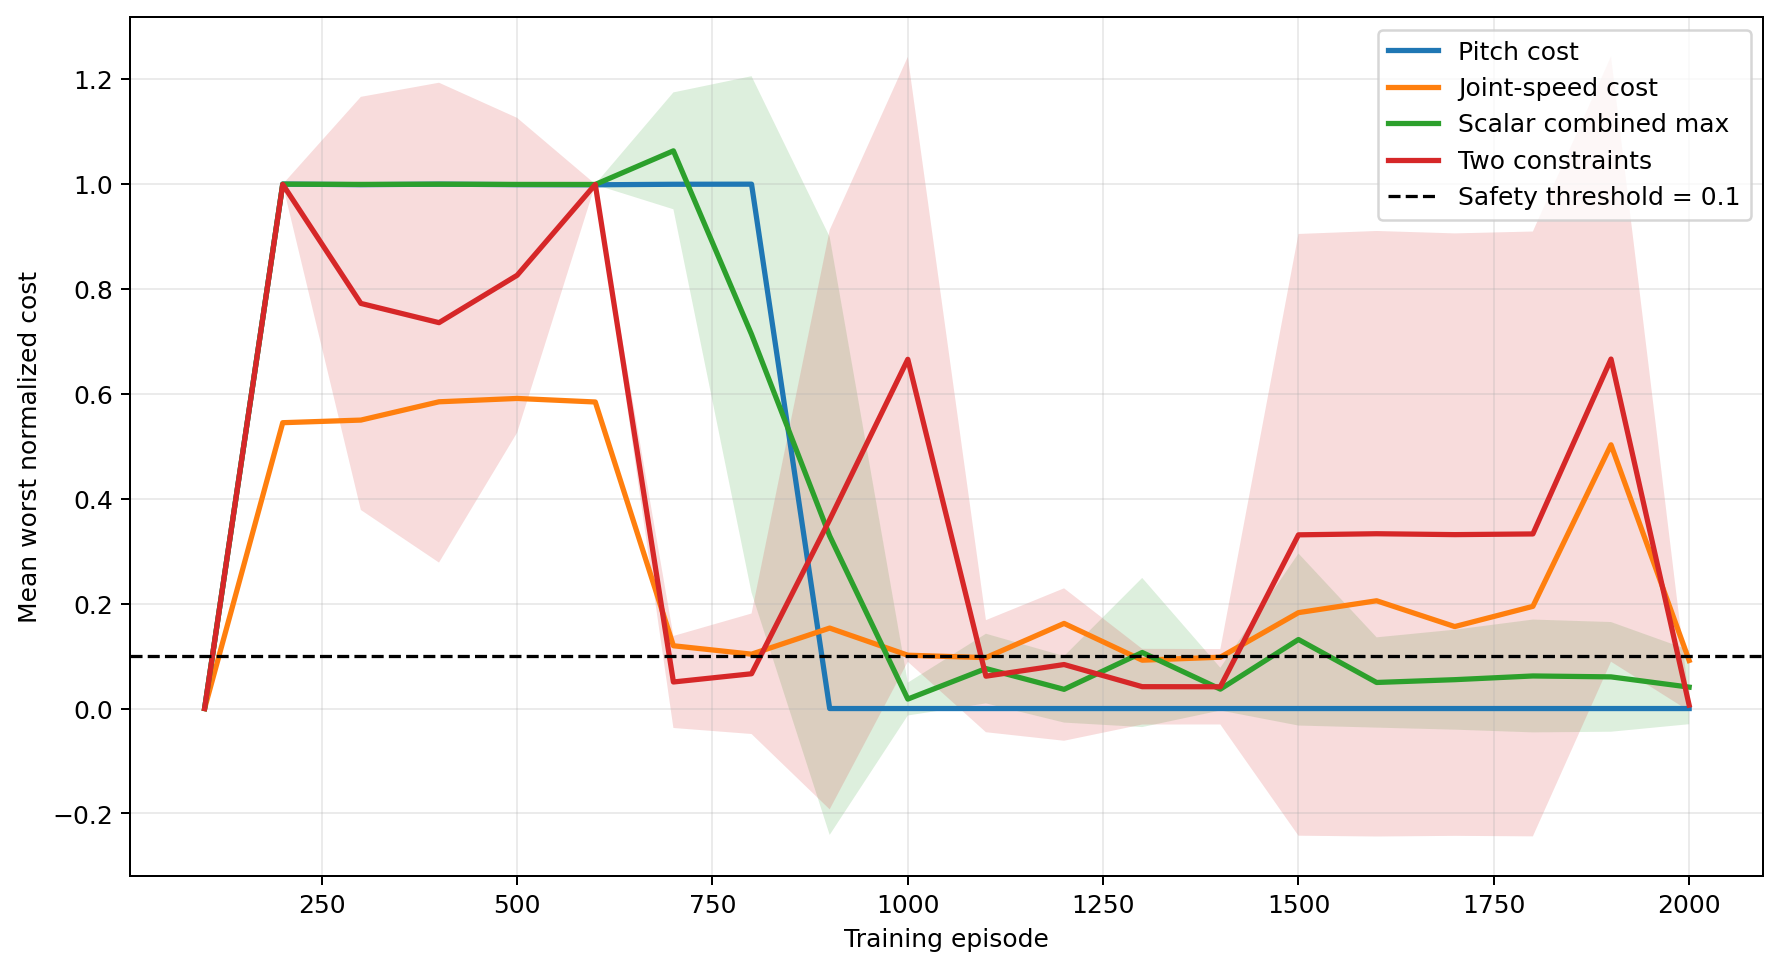 Mean worst normalized cost
1.2
1.0
0.8
0.6
0.4
0.2
0.0
−0.2
Pitch cost
Joint-speed cost
Scalar combined max
Two constraints
Safety threshold = 0.1
250 500 750 1000 1250 1500 1750 2000
Training episode